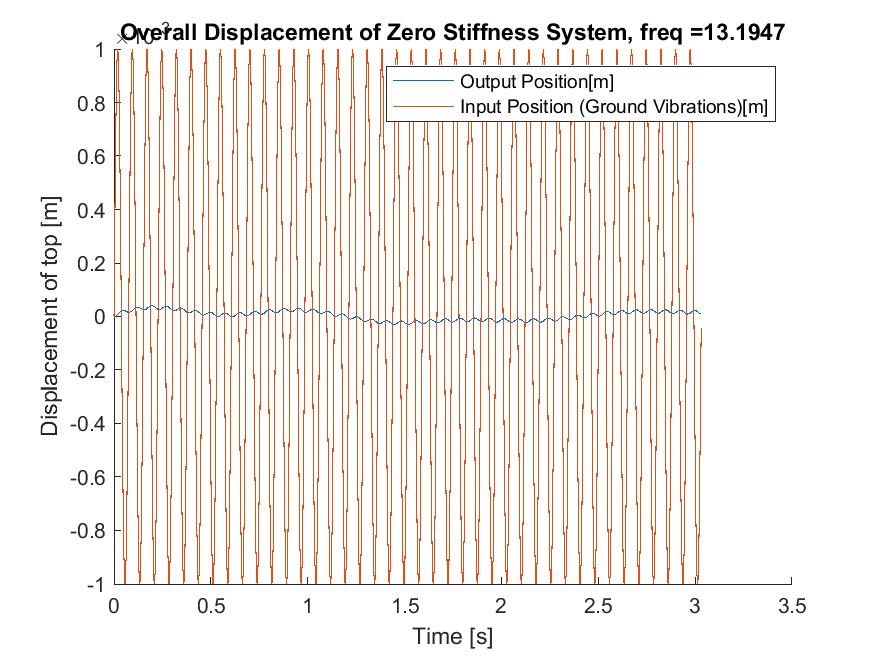 Overall Displacement of Zero Stiffness System, freq =13.1947
×10-3
Output Position[m]
Input Position (Ground Vibrations)[m]
1
0.8
0.6
0.4
0.2
0
-0.2
-0.4
-0.6
-0.8
-1
Displacement of top [m]
0 0.5 1 1.5 2 2.5 3 3.5
Time [s]